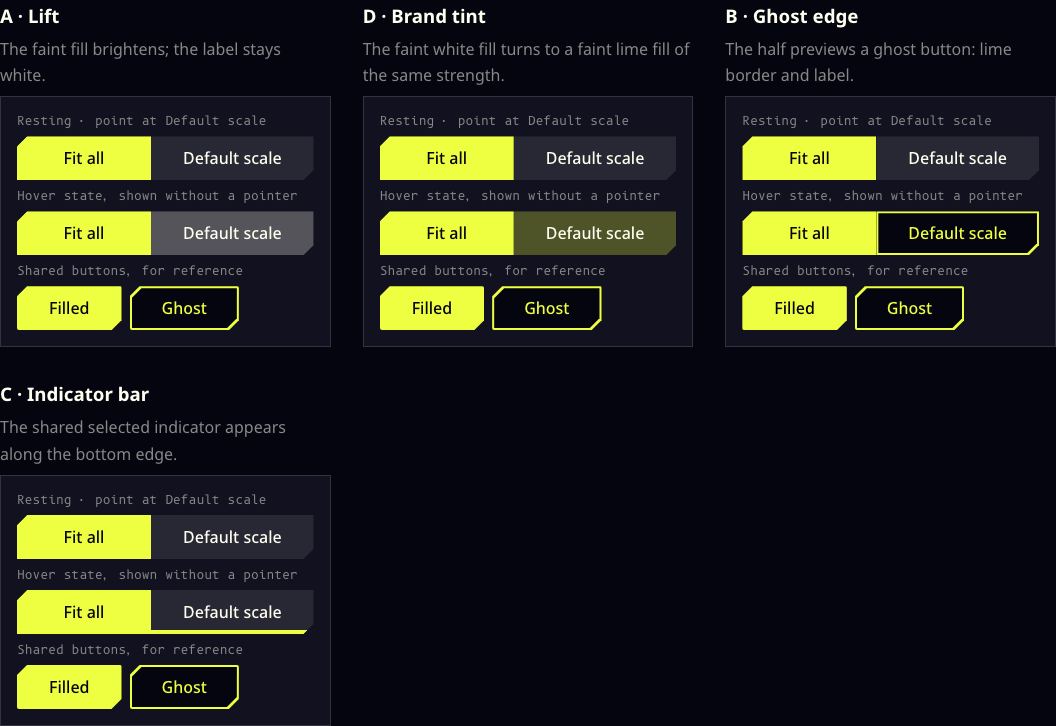 A · Lift
The faint fill brightens; the label stays
white.
Resting · point at Default scale
Fit all
Default scale
Hover state, shown without a pointer
Fit all
Default scale
Shared buttons, for reference
Filled
Ghost
D · Brand tint
The faint white fill turns to a faint lime fill of
the same strength.
Resting · point at Default scale
Fit all
Default scale
Hover state, shown without a pointer
Fit all
Default scale
Shared buttons, for reference
Filled
Ghost
B · Ghost edge
The half previews a ghost button: lime
border and label.
Resting · point at Default scale
Fit all
Default scale
Hover state, shown without a pointer
Fit all
Default scale
Shared buttons, for reference
Filled
Ghost
C · Indicator bar
The shared selected indicator appears
along the bottom edge.
Resting · point at Default scale
Fit all
Default scale
Hover state, shown without a pointer
Fit all
Default scale
Shared buttons, for reference
Filled
Ghost